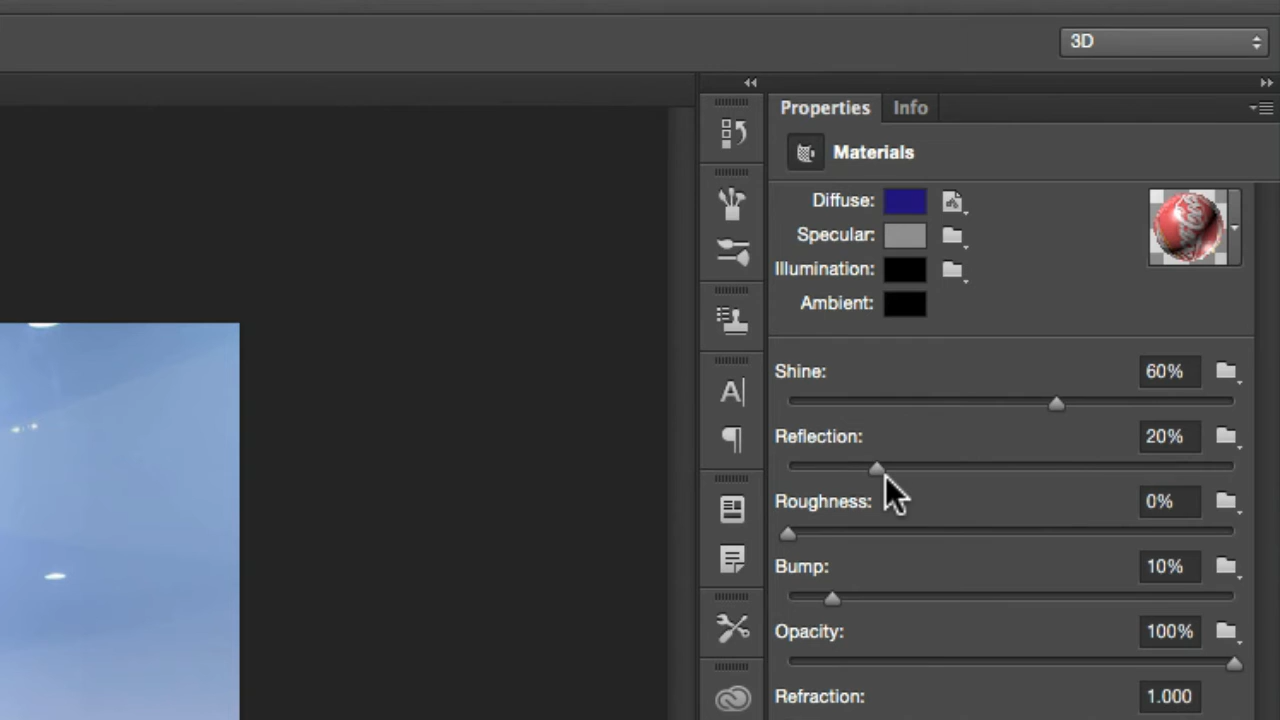 3D
Properties
Info
Materials
Diffuse:
Specular:
Illumination:
Ambient:
Shine:
60%
Reflection:
20%
Roughness:
0%
Bump:
10%
Opacity:
100%
Refraction:
1.000